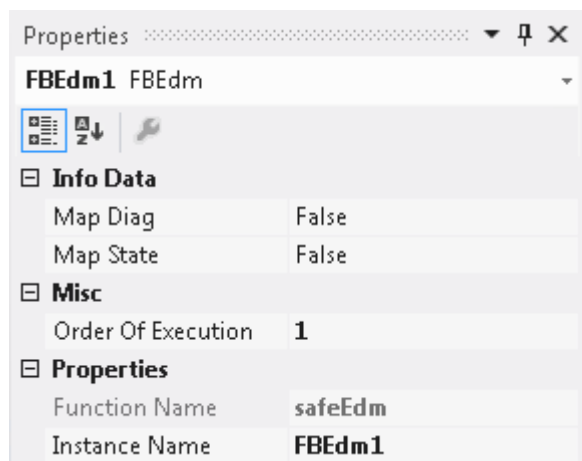 Properties
FBEdm1 FBEdm
Info Data
Map Diag False
Map State False
Misc
Order Of Execution 1
Properties
Function Name safeEdm
Instance Name FBEdm1